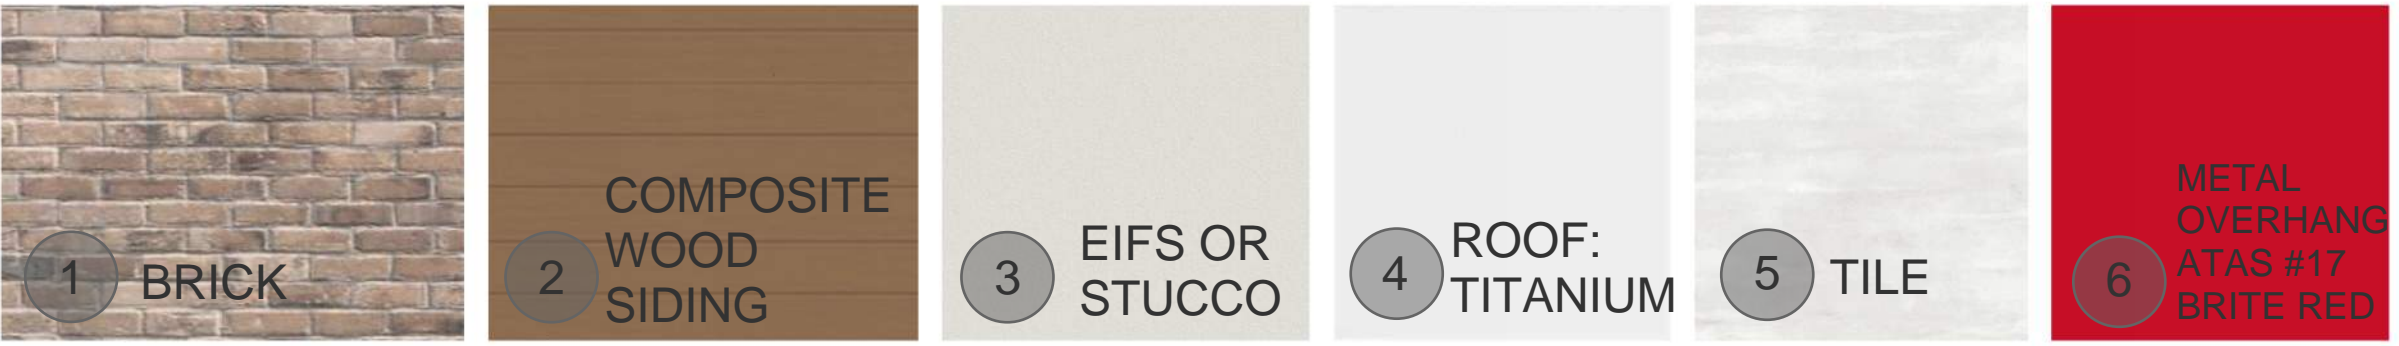 1 BRICK
2
COMPOSITE
WOOD
SIDING
3
EIFS OR
STUCCO
4
ROOF:
TITANIUM
5 TILE
6
METAL
OVERHANG
ATAS #17
BRITE RED